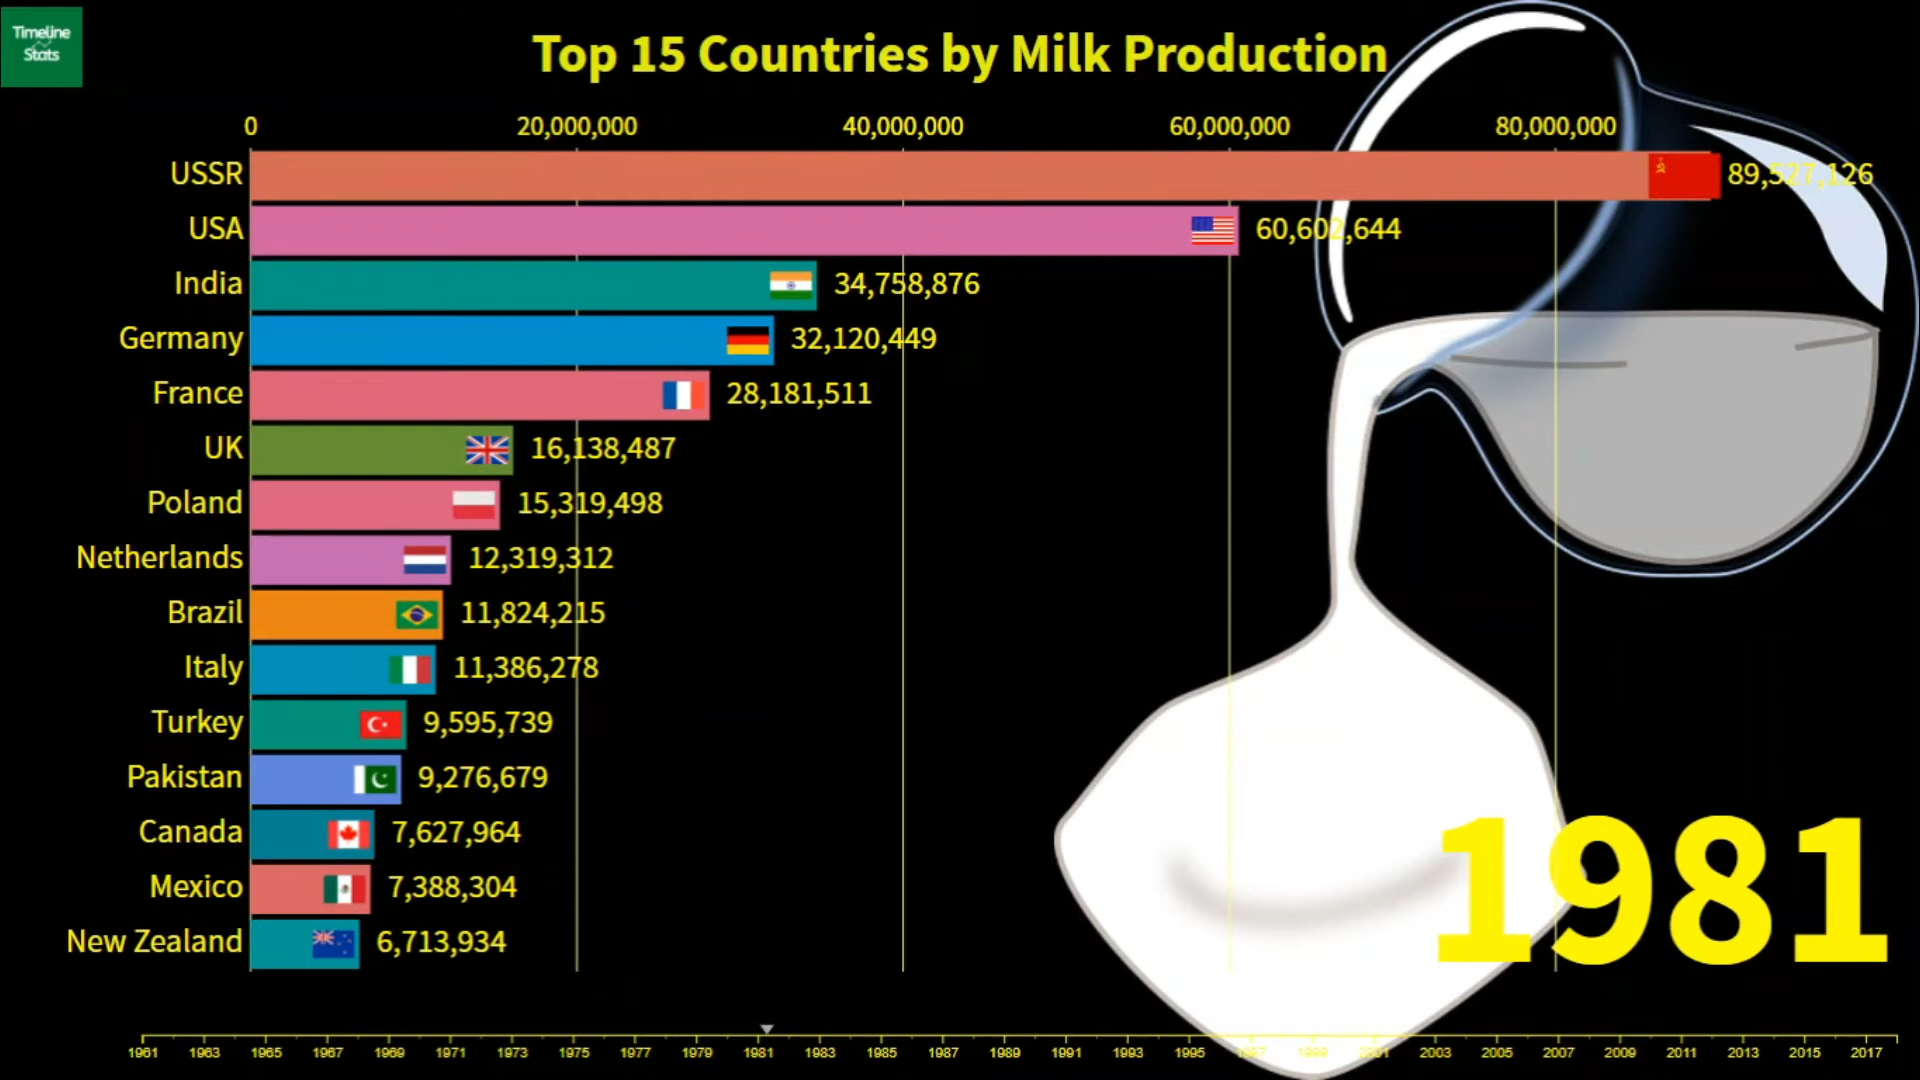 Timeline
Stats
Top 15 Countries by Milk Production
0 20,000,000 40,000,000 60,000,000 80,000,000
USSR 89,527,126
USA 60,602,644
India 34,758,876
Germany 32,120,449
France 28,181,511
UK 16,138,487
Poland 15,319,498
Netherlands 12,319,312
Brazil 11,824,215
Italy 11,386,278
Turkey 9,595,739
Pakistan 9,276,679
Canada 7,627,964
Mexico 7,388,304
New Zealand 6,713,934
1981
1961 1963 1965 1967 1969 1971 1973 1975 1977 1979 1981 1983 1985 1987 1989 1991 1993 1995 1997 1999 2001 2003 2005 2007 2009 2011 2013 2015 2017